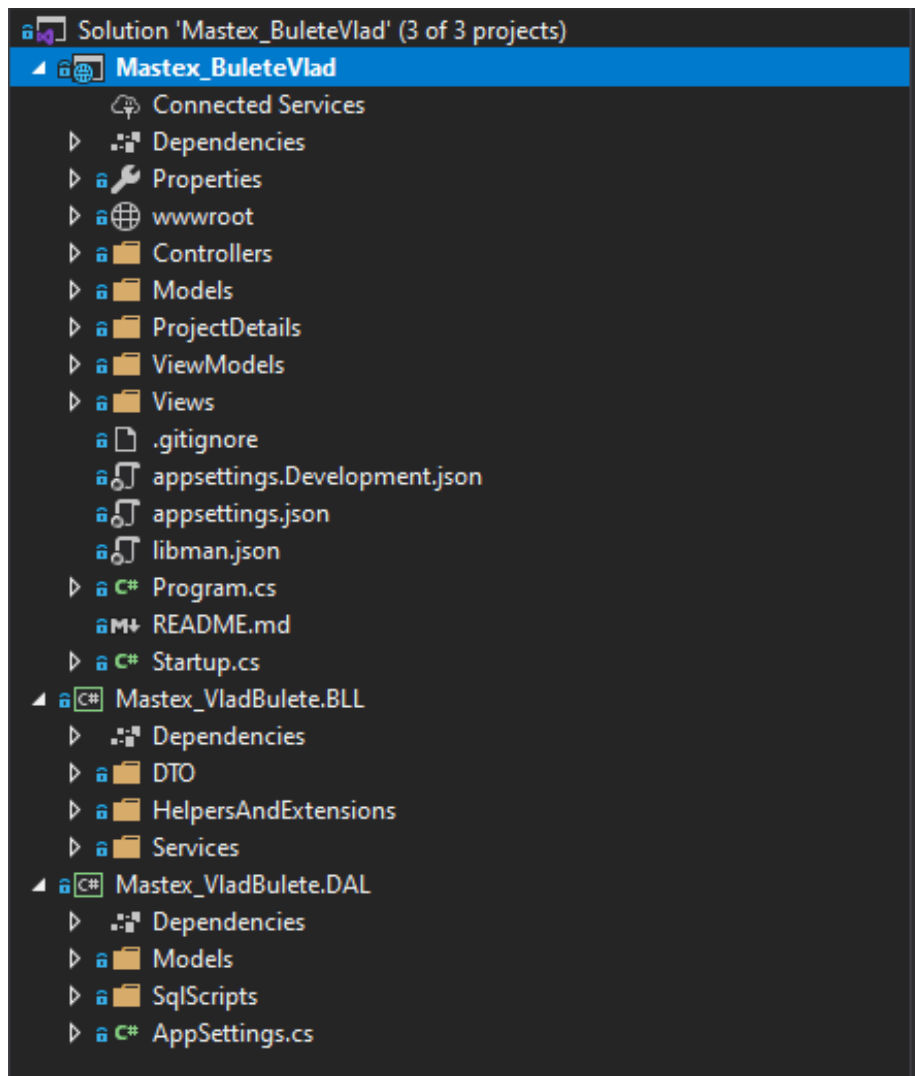 Solution 'Mastex_BuleteVlad' (3 of 3 projects)
Mastex_BuleteVlad
Connected Services
Dependencies
Properties
wwwroot
Controllers
Models
ProjectDetails
ViewModels
Views
.gitignore
appsettings.Development.json
appsettings.json
libman.json
C# Program.cs
M+ README.md
C# Startup.cs
C# Mastex_VladBulete.BLL
Dependencies
DTO
HelpersAndExtensions
Services
C# Mastex_VladBulete.DAL
Dependencies
Models
SqlScripts
C# AppSettings.cs